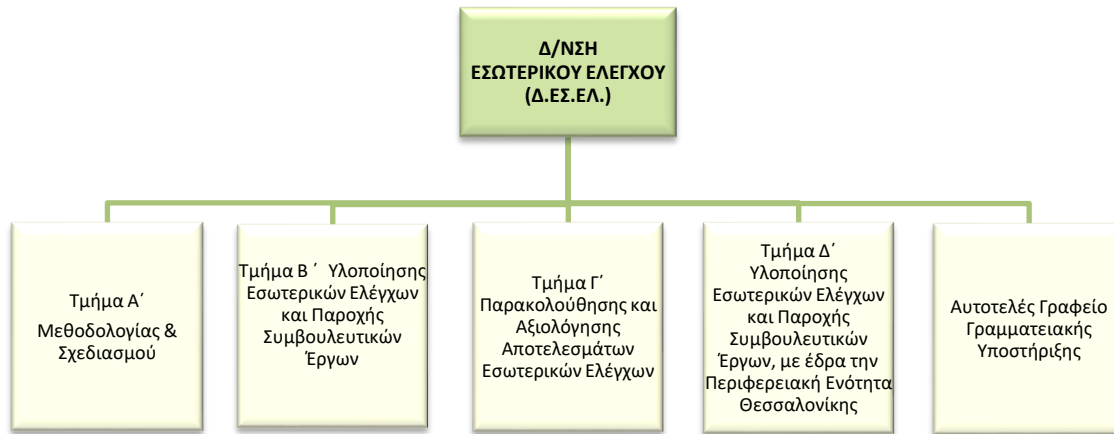 Δ/ΝΣΗ
ΕΣΩΤΕΡΙΚΟΥ ΕΛΕΓΧΟΥ
(Δ.ΕΣ.ΕΛ.)
Τμήμα Α΄
Μεθοδολογίας &
Σχεδιασμού
Τμήμα Β ΄ Υλοποίησης
Εσωτερικών Ελέγχων
και Παροχής
Συμβουλευτικών
Έργων
Τμήμα Γ΄
Παρακολούθησης και
Αξιολόγησης
Αποτελεσμάτων
Εσωτερικών Ελέγχων
Τμήμα Δ΄
Υλοποίησης
Εσωτερικών Ελέγχων
και Παροχής
Συμβουλευτικών
Έργων, με έδρα την
Περιφερειακή Ενότητα
Θεσσαλονίκης
Αυτοτελές Γραφείο
Γραμματειακής
Υποστήριξης